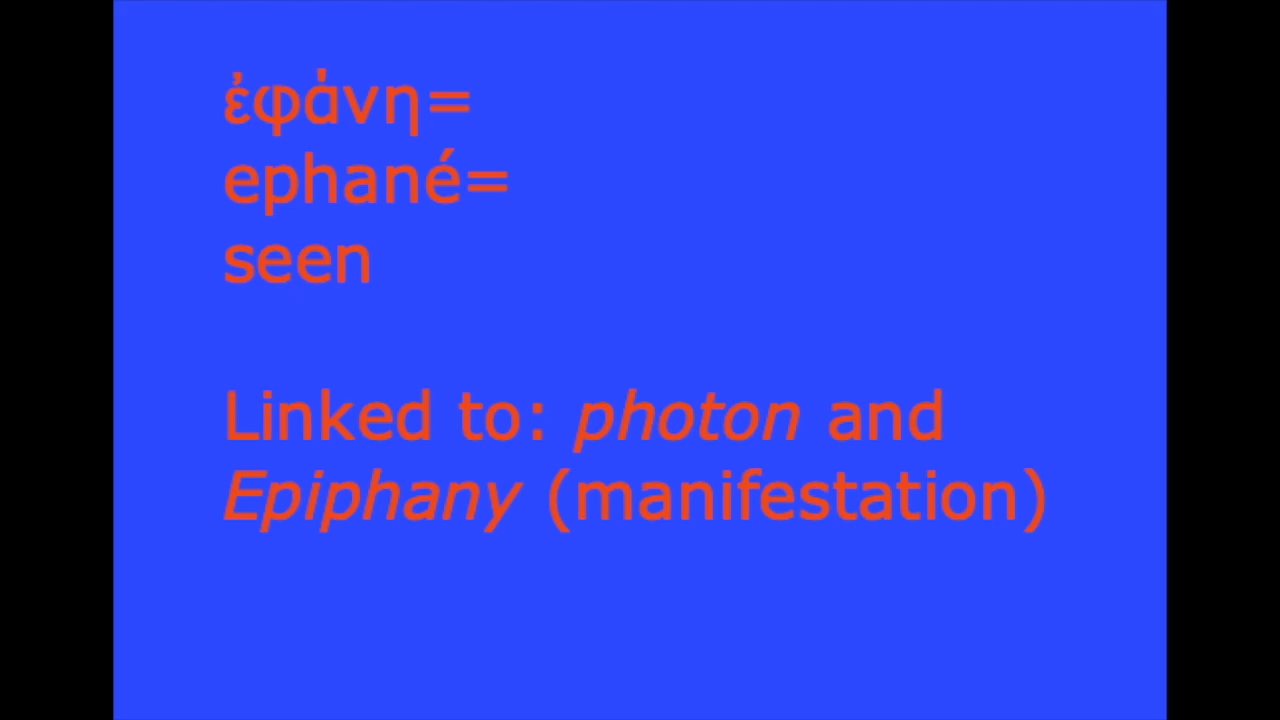 ἐφάνη=
ephané=
seen
Linked to: photon and
Epiphany (manifestation)